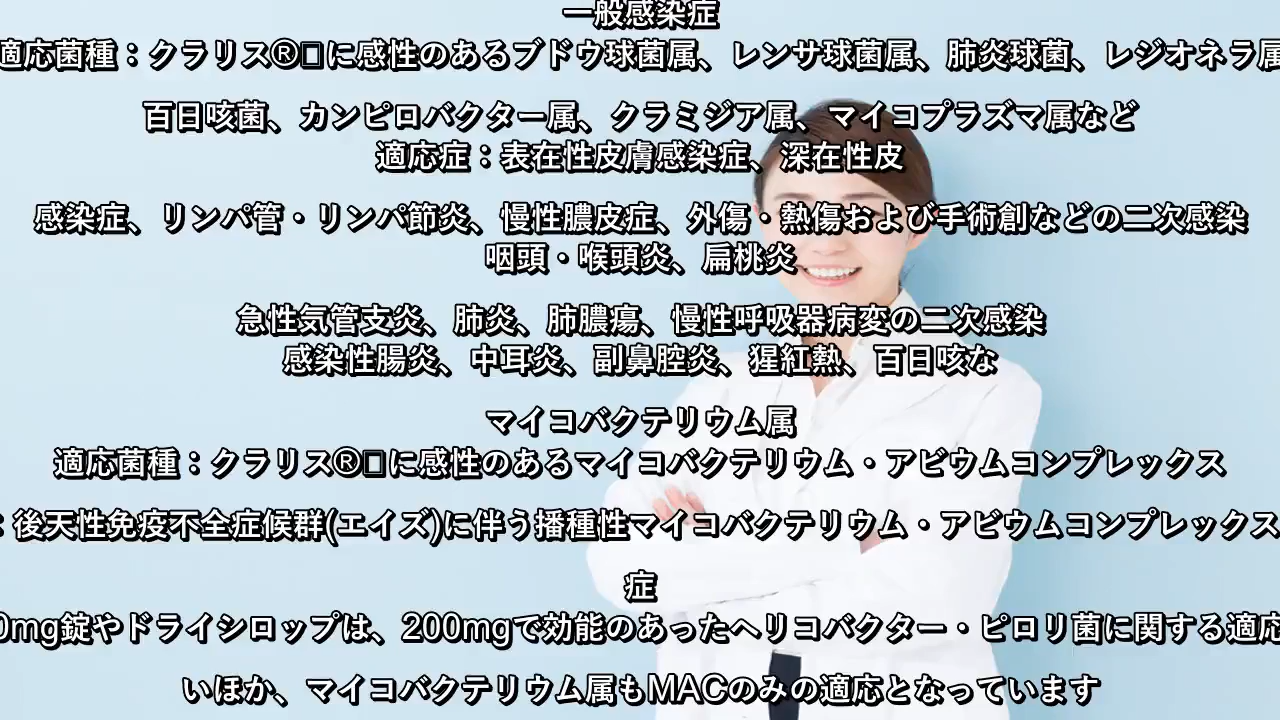 一般感染症
適応菌種：クラリス®□に感性のあるブドウ球菌属、レンサ球菌属、肺炎球菌、レジオネラ属
百日咳菌、カンピロバクター属、クラミジア属、マイコプラズマ属など
適応症：表在性皮膚感染症、深在性皮
感染症、リンパ管・リンパ節炎、慢性膿皮症、外傷・熱傷および手術創などの二次感染
咽頭・喉頭炎、扁桃炎
急性気管支炎、肺炎、肺膿瘍、慢性呼吸器病変の二次感染
感染性腸炎、中耳炎、副鼻腔炎、猩紅熱、百日咳な
マイコバクテリウム属
適応菌種：クラリス®□に感性のあるマイコバクテリウム・アビウムコンプレックス
：後天性免疫不全症候群(エイズ)に伴う播種性マイコバクテリウム・アビウムコンプレックス
症
0mg錠やドライシロップは、200mgで効能のあったヘリコバクター・ピロリ菌に関する適応
いほか、マイコバクテリウム属もMACのみの適応となっています